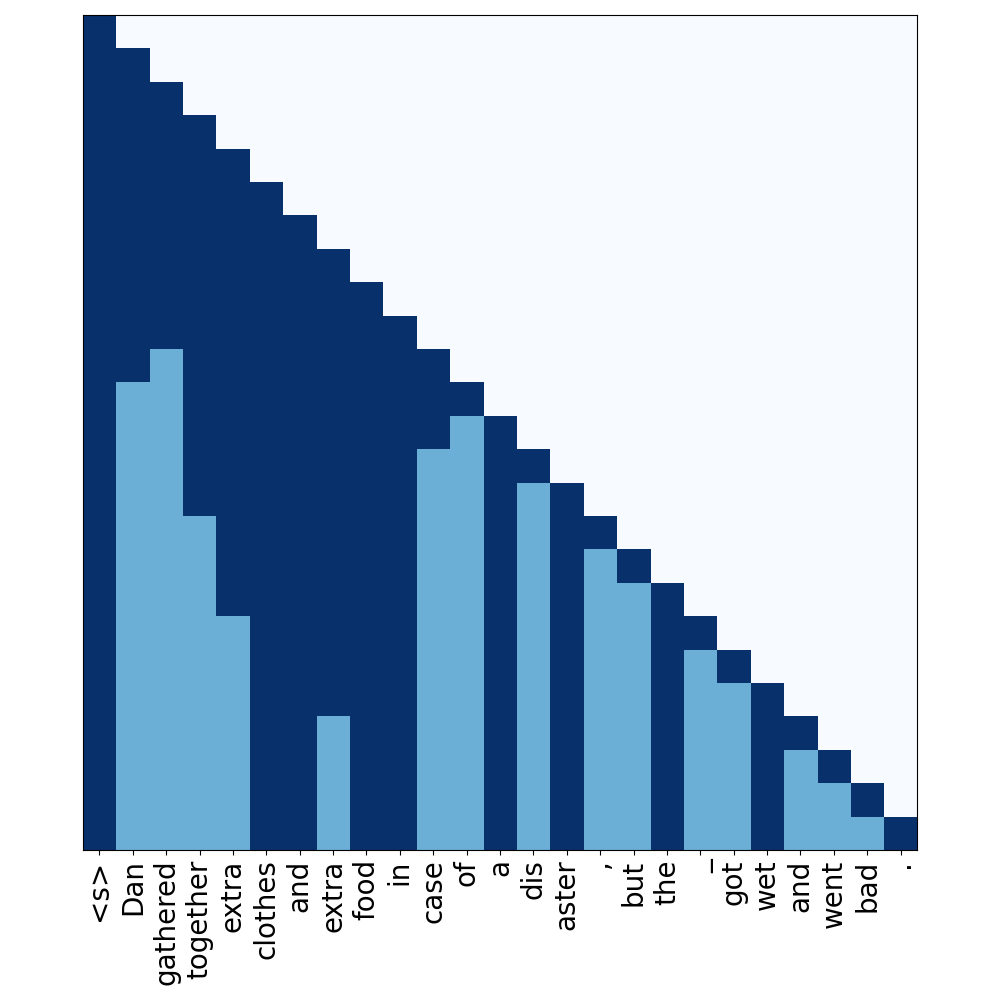 <s> Dan gathered together extra clothes and extra food in case of a dis aster , but the _ got wet and went bad .